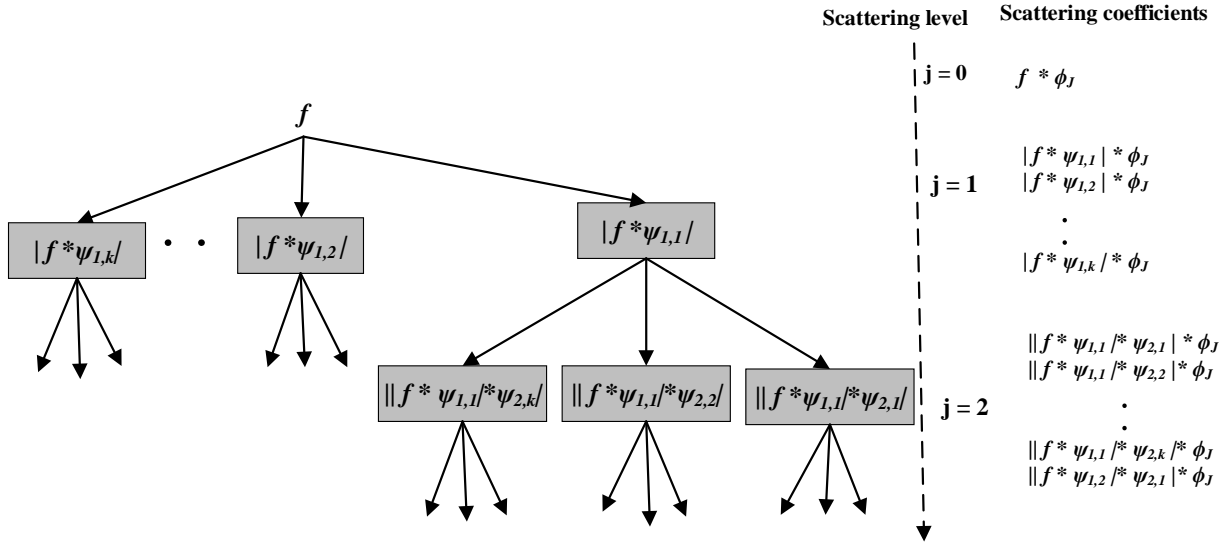 Scattering level
Scattering coefficients
j = 0
f * ϕJ
f
|f * ψ1,1| * ϕJ
|f * ψ1,2| * ϕJ
.
.
|f * ψ1,k/ * ϕJ
j = 1
|f *ψ1,k/
. .
|f *ψ1,2/
|f *ψ1,1/
||f * ψ1,1/* ψ2,1| * ϕJ
||f * ψ1,1/* ψ2,2| * ϕJ
.
.
||f * ψ1,1/* ψ2,k/* ϕJ
||f * ψ1,2/* ψ2,1| * ϕJ
j = 2
||f * ψ1,1/*ψ2,k/
||f *ψ1,1/*ψ2,2/
||f *ψ1,1/*ψ2,1/